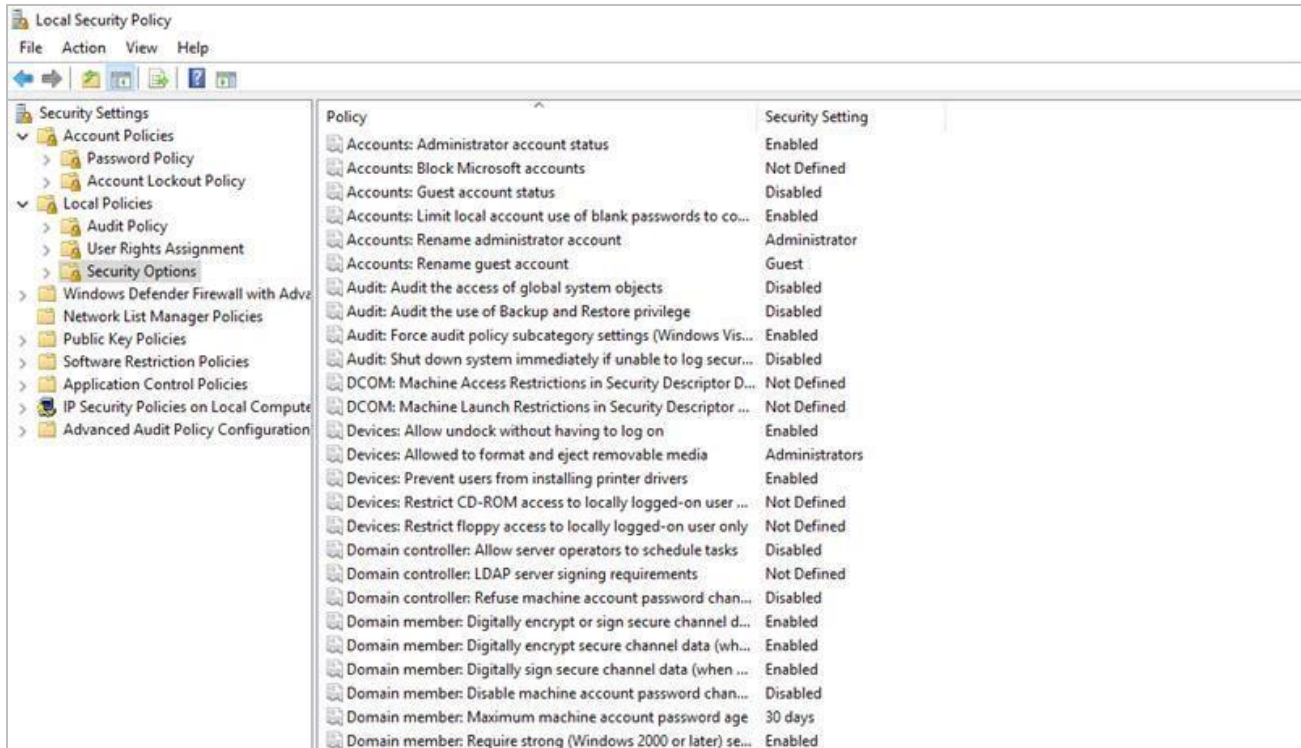 Local Security Policy
File Action View Help
Security Settings
Account Policies
Password Policy
Account Lockout Policy
Local Policies
Audit Policy
User Rights Assignment
Security Options
Windows Defender Firewall with Adva
Network List Manager Policies
Public Key Policies
Software Restriction Policies
Application Control Policies
IP Security Policies on Local Compute
Advanced Audit Policy Configuration
Policy Security Setting
Accounts: Administrator account status Enabled
Accounts: Block Microsoft accounts Not Defined
Accounts: Guest account status Disabled
Accounts: Limit local account use of blank passwords to co... Enabled
Accounts: Rename administrator account Administrator
Accounts: Rename guest account Guest
Audit: Audit the access of global system objects Disabled
Audit: Audit the use of Backup and Restore privilege Disabled
Audit: Force audit policy subcategory settings (Windows Vis... Enabled
Audit: Shut down system immediately if unable to log secur... Disabled
DCOM: Machine Access Restrictions in Security Descriptor D... Not Defined
DCOM: Machine Launch Restrictions in Security Descriptor ... Not Defined
Devices: Allow undock without having to log on Enabled
Devices: Allowed to format and eject removable media Administrators
Devices: Prevent users from installing printer drivers Enabled
Devices: Restrict CD-ROM access to locally logged-on user ... Not Defined
Devices: Restrict floppy access to locally logged-on user only Not Defined
Domain controller: Allow server operators to schedule tasks Disabled
Domain controller: LDAP server signing requirements Not Defined
Domain controller: Refuse machine account password chan... Disabled
Domain member: Digitally encrypt or sign secure channel d... Enabled
Domain member: Digitally encrypt secure channel data (wh... Enabled
Domain member: Digitally sign secure channel data (when ... Enabled
Domain member: Disable machine account password chan... Disabled
Domain member: Maximum machine account password age 30 days
Domain member: Require strong (Windows 2000 or later) se... Enabled